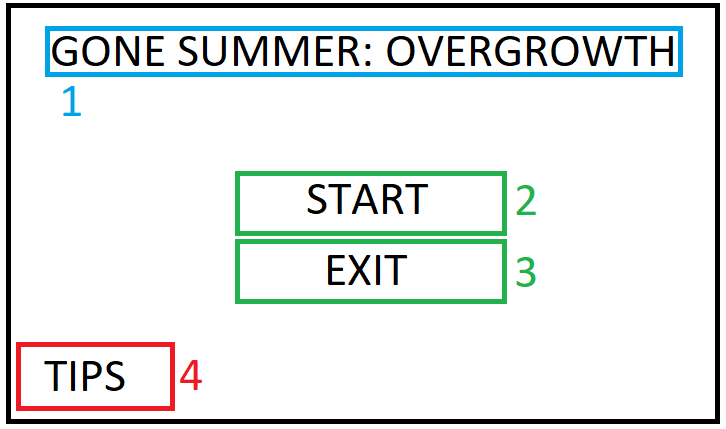 GONE SUMMER: OVERGROWTH
1
START 2
EXIT 3
TIPS 4